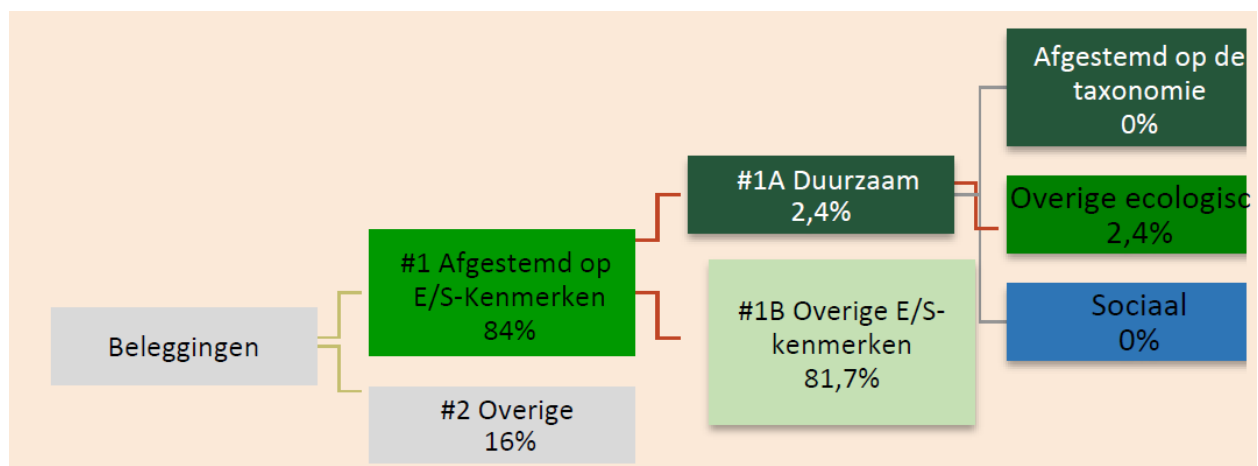 Beleggingen
#1 Afgestemd op
E/S-Kenmerken
84%
#2 Overige
16%
#1A Duurzaam
2,4%
#1B Overige E/S-
kenmerken
81,7%
Afgestemd op de
taxonomie
0%
Overige ecologisc
2,4%
Sociaal
0%